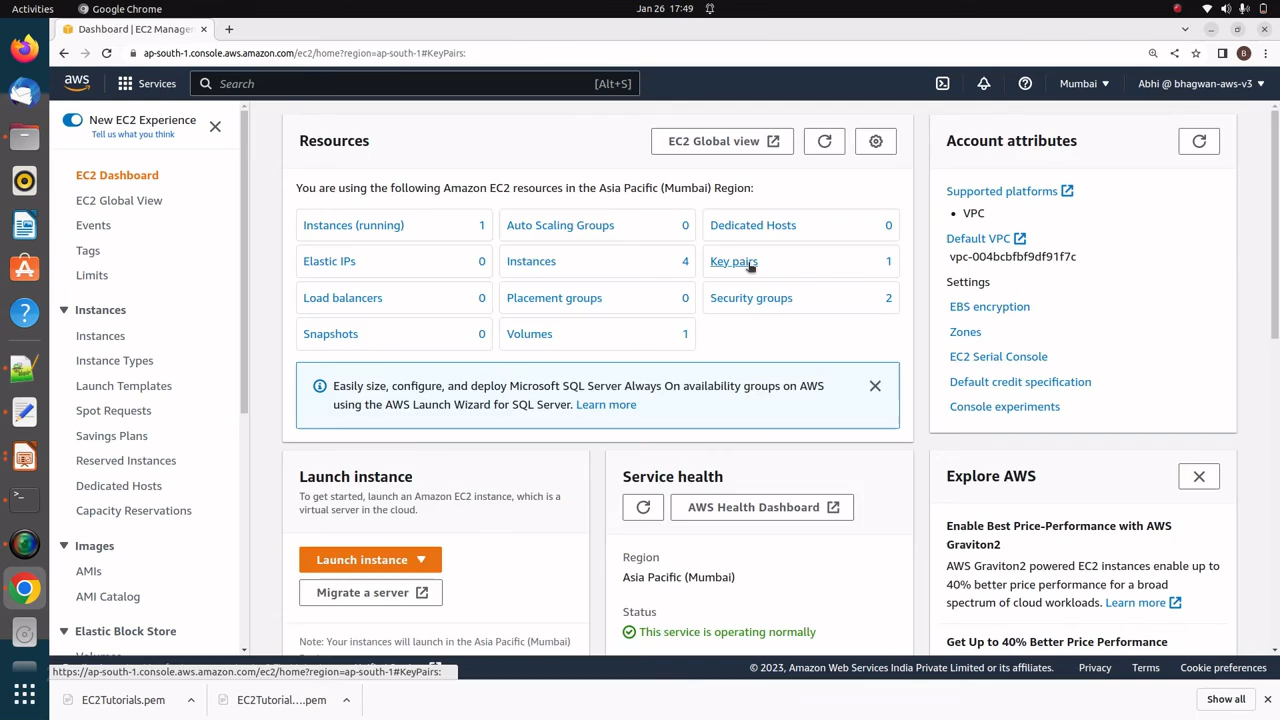 Activities
Google Chrome
Jan 26 17:49
Dashboard | EC2 Manage
ap-south-1.console.aws.amazon.com/ec2/home?region=ap-south-1#KeyPairs:
B
aws
Services
Search
[Alt+S]
Mumbai
Abhi @ bhagwan-aws-v3
New EC2 Experience
Tell us what you think
EC2 Dashboard
EC2 Global View
Events
Tags
Limits
Instances
Instances
Instance Types
Launch Templates
Spot Requests
Savings Plans
Reserved Instances
Dedicated Hosts
Capacity Reservations
Images
AMIs
AMI Catalog
Elastic Block Store
Resources
EC2 Global view
You are using the following Amazon EC2 resources in the Asia Pacific (Mumbai) Region:
Instances (running) 1
Auto Scaling Groups 0
Dedicated Hosts 0
Elastic IPs 0
Instances 4
Key pairs 1
Load balancers 0
Placement groups 0
Security groups 2
Snapshots 0
Volumes 1
Easily size, configure, and deploy Microsoft SQL Server Always On availability groups on AWS
using the AWS Launch Wizard for SQL Server. Learn more
Launch instance
To get started, launch an Amazon EC2 instance, which is a
virtual server in the cloud.
Launch instance
Migrate a server
Note: Your instances will launch in the Asia Pacific (Mumbai)
Service health
AWS Health Dashboard
Region
Asia Pacific (Mumbai)
Status
This service is operating normally
Account attributes
Supported platforms
• VPC
Default VPC
vpc-004bcbfbf9df91f7c
Settings
EBS encryption
Zones
EC2 Serial Console
Default credit specification
Console experiments
Explore AWS
Enable Best Price-Performance with AWS
Graviton2
AWS Graviton2 powered EC2 instances enable up to
40% better price performance for a broad
spectrum of cloud workloads. Learn more
Get Up to 40% Better Price Performance
https://ap-south-1.console.aws.amazon.com/ec2/home?region=ap-south-1#KeyPairs:
© 2023, Amazon Web Services India Private Limited or its affiliates.
Privacy
Terms
Cookie preferences
EC2Tutorials.pem
EC2Tutorial....pem
Show all